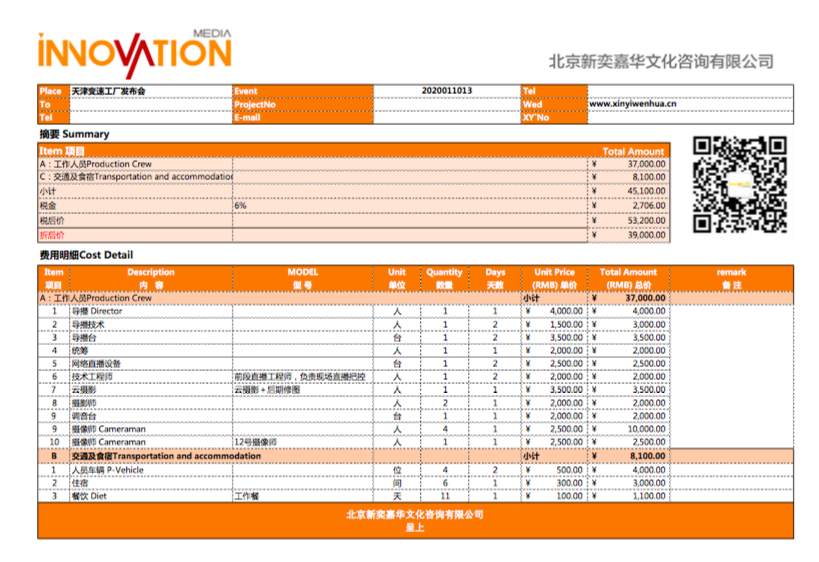 MEDIA
INNOVATION
北京新奕嘉华文化咨询有限公司
Place 天津变速工厂发布会 Event 2020011013 Tel
To ProjectNo Wed www.xinyiwenhua.cn
Tel E-mail XY`No
摘要 Summary
Item 项目 Total Amount
A：工作人员Production Crew ¥ 37,000.00
C：交通及食宿Transportation and accommodation ¥ 8,100.00
小计 ¥ 45,100.00
税金 6% ¥ 2,706.00
税后价 ¥ 53,200.00
折后价 ¥ 39,000.00
费用明细Cost Detail
Item Description MODEL Unit Quantity Days Unit Price Total Amount remark
项目 内 容 型 号 单位 数量 天数 (RMB) 单价 (RMB) 总价 备 注
A：工作人员Production Crew 小计 ¥ 37,000.00
1 导播 Director 人 1 1 ¥ 4,000.00 ¥ 4,000.00
2 导播技术 人 1 2 ¥ 1,500.00 ¥ 3,000.00
3 导播台 台 1 2 ¥ 3,500.00 ¥ 3,500.00
4 统筹 人 1 1 ¥ 2,000.00 ¥ 2,000.00
5 网络直播设备 台 1 2 ¥ 2,500.00 ¥ 2,500.00
6 技术工程师 前段直播工程师，负责现场直播把控 人 1 2 ¥ 2,000.00 ¥ 2,000.00
7 云摄影 云摄影＋后期修图 人 1 1 ¥ 3,500.00 ¥ 3,500.00
8 摄影师 人 2 1 ¥ 2,000.00 ¥ 2,000.00
9 调音台 台 1 1 ¥ 2,000.00 ¥ 2,000.00
9 摄像师 Cameraman 人 4 1 ¥ 2,500.00 ¥ 10,000.00
10 摄像师 Cameraman 12号摄像师 人 1 1 ¥ 2,500.00 ¥ 2,500.00
B 交通及食宿Transportation and accommodation 小计 ¥ 8,100.00
1 人员车辆 P-Vehicle 位 4 2 ¥ 500.00 ¥ 4,000.00
2 住宿 间 6 1 ¥ 300.00 ¥ 3,000.00
3 餐饮 Diet 工作餐 天 11 1 ¥ 100.00 ¥ 1,100.00
北京新奕嘉华文化咨询有限公司
呈上